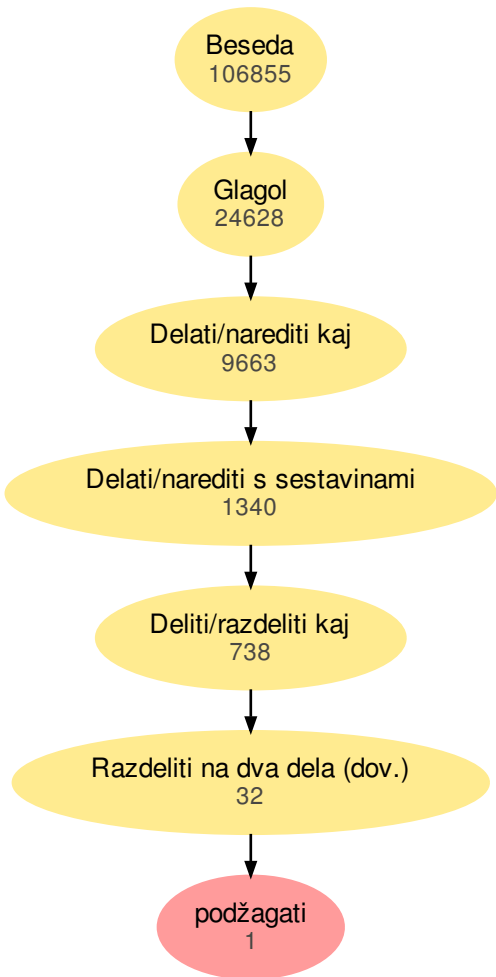 Beseda
106855
Glagol
24628
Delati/narediti kaj
9663
Delati/narediti s sestavinami
1340
Deliti/razdeliti kaj
738
Razdeliti na dva dela (dov.)
32
podžagati
1